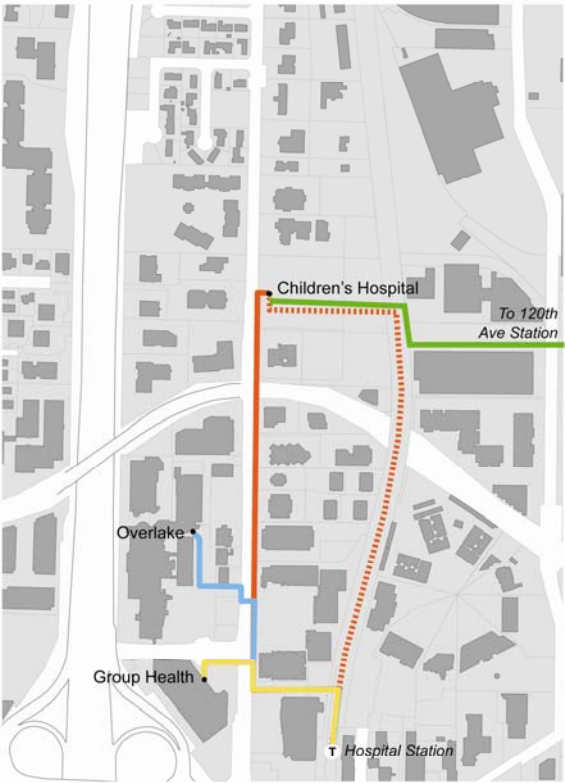 Children's Hospital
To 120th
Ave Station
Overlake
Group Health
T Hospital Station